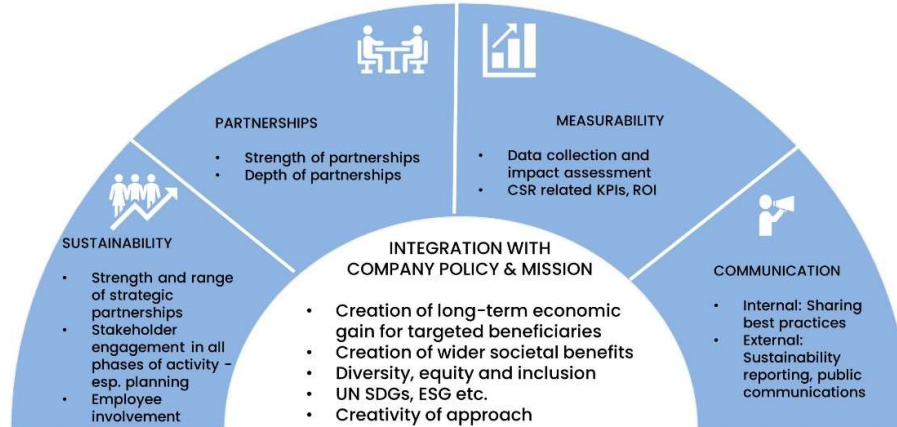 PARTNERSHIPS
• Strength of partnerships
• Depth of partnerships
MEASURABILITY
• Data collection and
impact assessment
• CSR related KPIs, ROI
SUSTAINABILITY
• Strength and range
of strategic
partnerships
• Stakeholder
engagement in all
phases of activity -
esp. planning
• Employee
involvement
INTEGRATION WITH
COMPANY POLICY & MISSION
• Creation of long-term economic
gain for targeted beneficiaries
• Creation of wider societal benefits
• Diversity, equity and inclusion
• UN SDGs, ESG etc.
• Creativity of approach
COMMUNICATION
• Internal: Sharing
best practices
• External:
Sustainability
reporting, public
communications